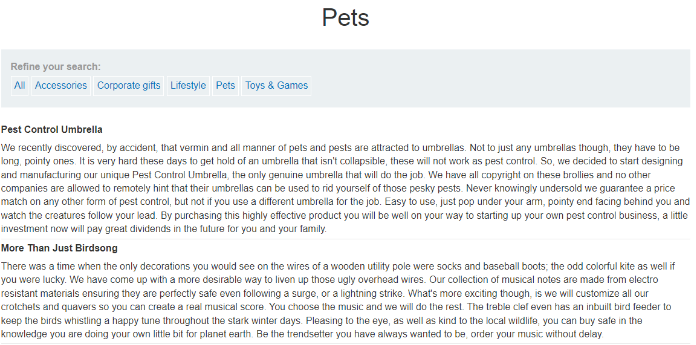 Pets
Refine your search:
All Accessories Corporate gifts Lifestyle Pets Toys & Games
Pest Control Umbrella
We recently discovered, by accident, that vermin and all manner of pets and pests are attracted to umbrellas. Not to just any umbrellas though, they have to be
long, pointy ones. It is very hard these days to get hold of an umbrella that isn't collapsible, these will not work as pest control. So, we decided to start designing
and manufacturing our unique Pest Control Umbrella, the only genuine umbrella that will do the job. We have all copyright on these brollies and no other
companies are allowed to remotely hint that their umbrellas can be used to rid yourself of those pesky pests. Never knowingly undersold we guarantee a price
match on any other form of pest control, but not if you use a different umbrella for the job. Easy to use, just pop under your arm, pointy end facing behind you and
watch the creatures follow your lead. By purchasing this highly effective product you will be well on your way to starting up your own pest control business, a little
investment now will pay great dividends in the future for you and your family.
More Than Just Birdsong
There was a time when the only decorations you would see on the wires of a wooden utility pole were socks and baseball boots; the odd colorful kite as well if
you were lucky. We have come up with a more desirable way to liven up those ugly overhead wires. Our collection of musical notes are made from electro
resistant materials ensuring they are perfectly safe even following a surge, or a lightning strike. What's more exciting though, is we will customize all our
crotchets and quavers so you can create a real musical score. You choose the music and we will do the rest. The treble clef even has an inbuilt bird feeder to
keep the birds whistling a happy tune throughout the stark winter days. Pleasing to the eye, as well as kind to the local wildlife, you can buy safe in the
knowledge you are doing your own little bit for planet earth. Be the trendsetter you have always wanted to be, order your music without delay.